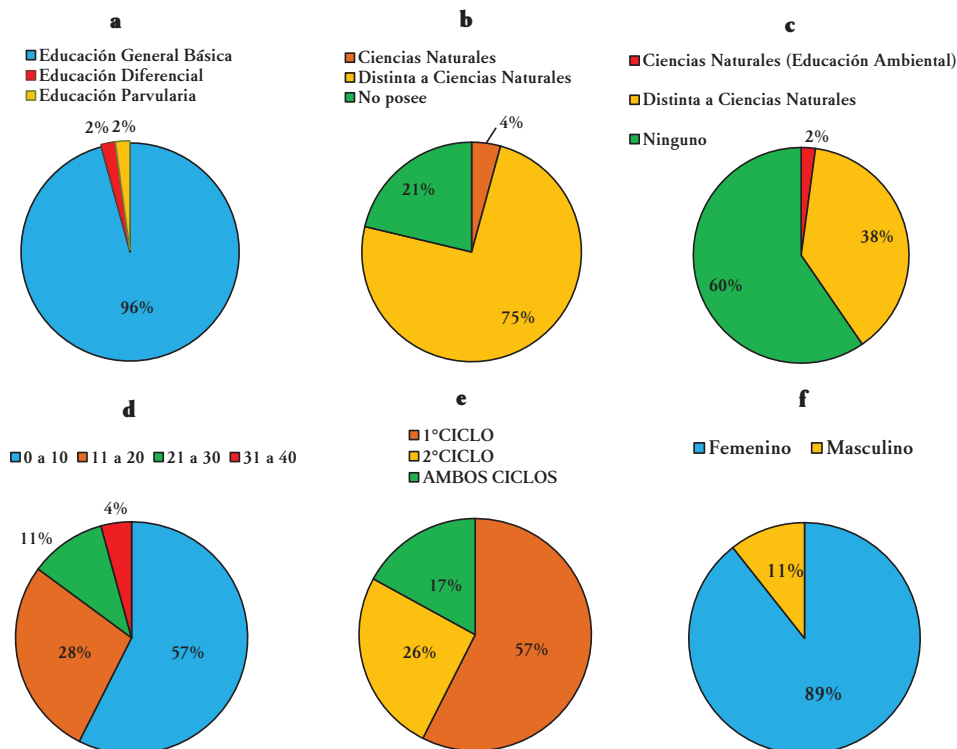 a
Educación General Básica
Educación Diferencial
Educación Parvularia
2%
2%
96%
b
Ciencias Naturales
Distinta a Ciencias Naturales
No posee
4%
21%
75%
c
Ciencias Naturales (Educación Ambiental)
Distinta a Ciencias Naturales
Ninguno
2%
38%
60%
d
0 a 10 11 a 20 21 a 30 31 a 40
4%
11%
28%
57%
e
1°CICLO
2°CICLO
AMBOS CICLOS
17%
26%
57%
f
Femenino Masculino
11%
89%